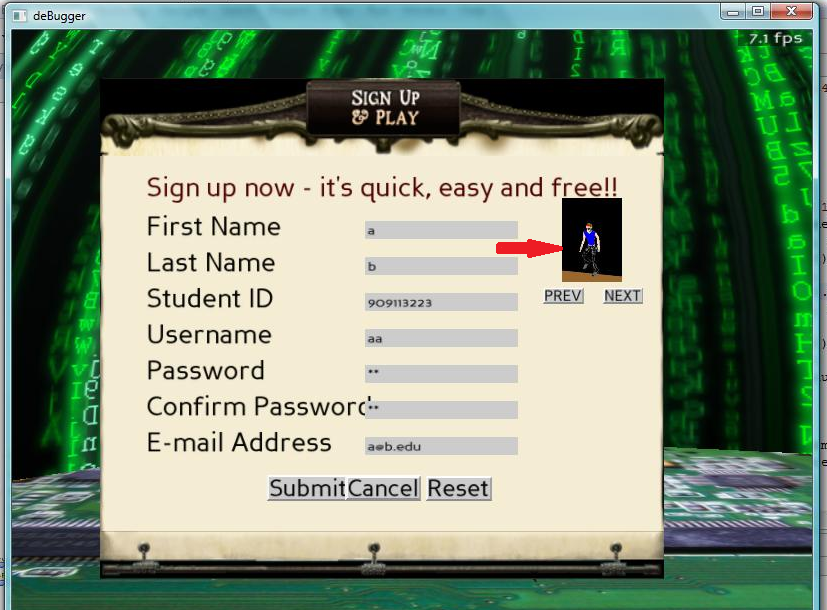 deBugger
7.1 fps
SIGN UP
& PLAY
Sign up now - it's quick, easy and free!!
First Name a
Last Name b
Student ID 909113223
PREV NEXT
Username aa
Password **
Confirm Password **
E-mail Address a@b.edu
Submit Cancel Reset